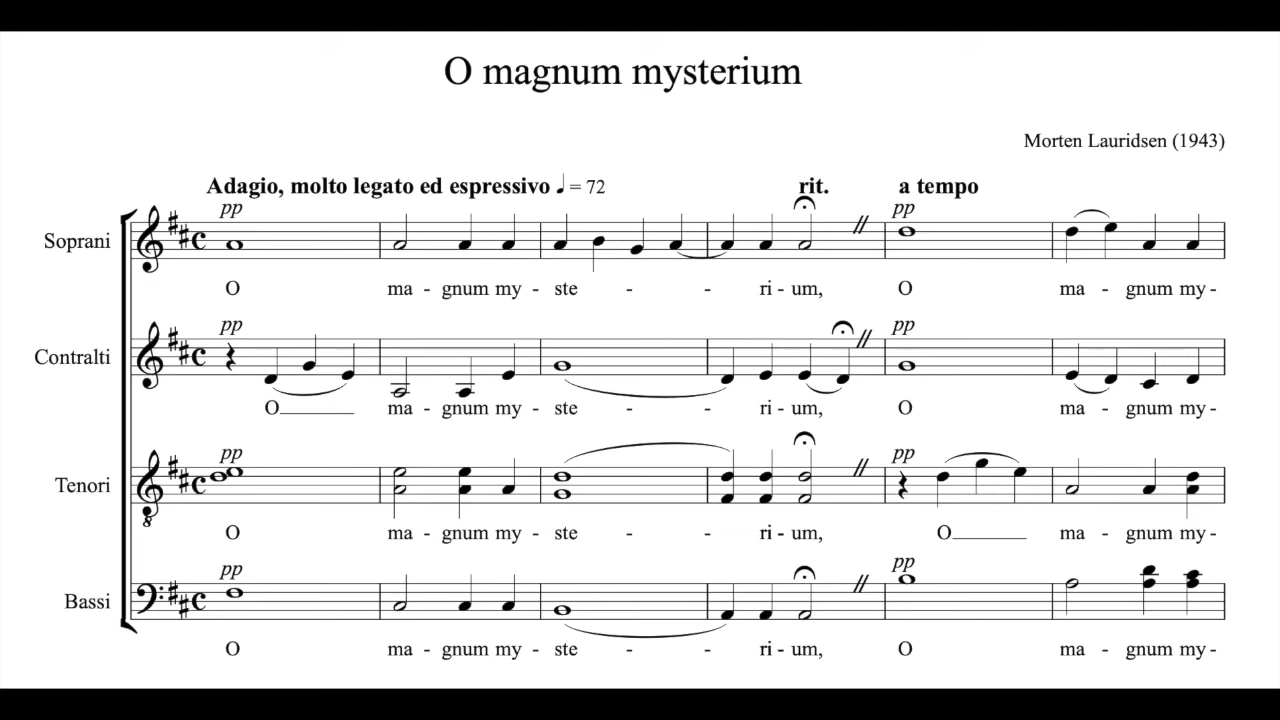 O magnum mysterium
Morten Lauridsen (1943)
Adagio, molto legato ed espressivo ♩ = 72 rit. a tempo
pp pp
Soprani
O ma - gnum my - ste - - ri - um, O ma - gnum my -
pp pp
Contralti
O ma - gnum my - ste - - ri - um, O ma - gnum my -
pp pp
Tenori
8
O ma - gnum my - ste - - ri - um, O ma - gnum my -
pp pp
Bassi
O ma - gnum my - ste - - ri - um, O ma - gnum my -